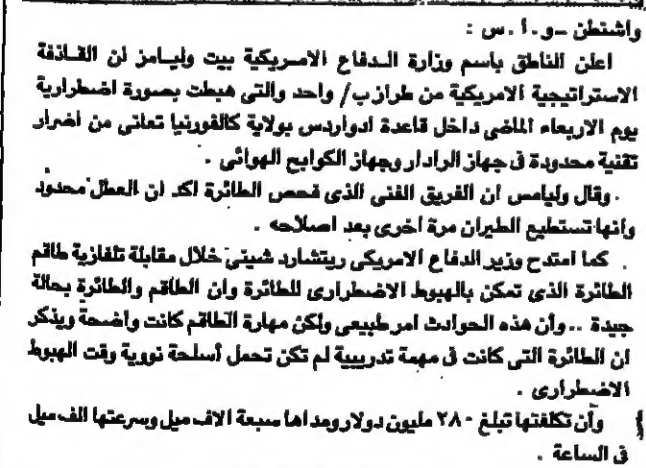 واشنطن -و.أ.س :
اعلن الناطق باسم وزارة الدفاع الامريكية بيت وليامز لن القاذفة
الاستراتيجية الامريكية من طراز ب/ واحد والتى هبطت بصورة اضطرارية
يوم الاربعاء الماضى داخل قاعدة ادواردس بولاية كالفورنيا تعانى من اضرار
تقنية محدودة فى جهاز الرادار وجهاز الكوابح الهوائى .
وقال وليامس ان الفريق الفنى الذى فحص الطائرة اكد ان العطل محدود
وانها تستطيع الطيران مرة اخرى بعد اصلاحه .
كما امتدح وزير الدفاع الامريكى ريتشارد شينى خلال مقابلة تلفازية طاقم
الطائرة الذى تمكن بالهبوط الاضطرارى للطائرة وان الطاقم والطائرة بحالة
جيدة .. وأن هذه الحوادث امر طبيعى ولكن مهارة الطاقم كانت واضحة ويذكر
ان الطائرة التى كانت فى مهمة تدريبية لم تكن تحمل أسلحة نووية وقت الهبوط
الاضطرارى .
وأن تكلفتها تبلغ ٢٨٠ مليون دولار ومداها سبعة الاف ميل وسرعتها الف ميل
فى الساعة .